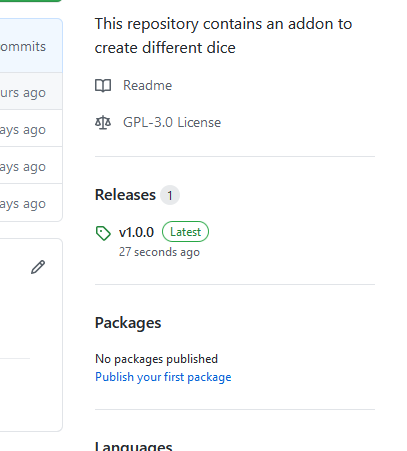 This repository contains an addon to
create different dice
ommits
Readme
urs ago
GPL-3.0 License
ays ago
ays ago
Releases 1
ays ago
v1.0.0 Latest
27 seconds ago
Packages
No packages published
Publish your first package
Languages